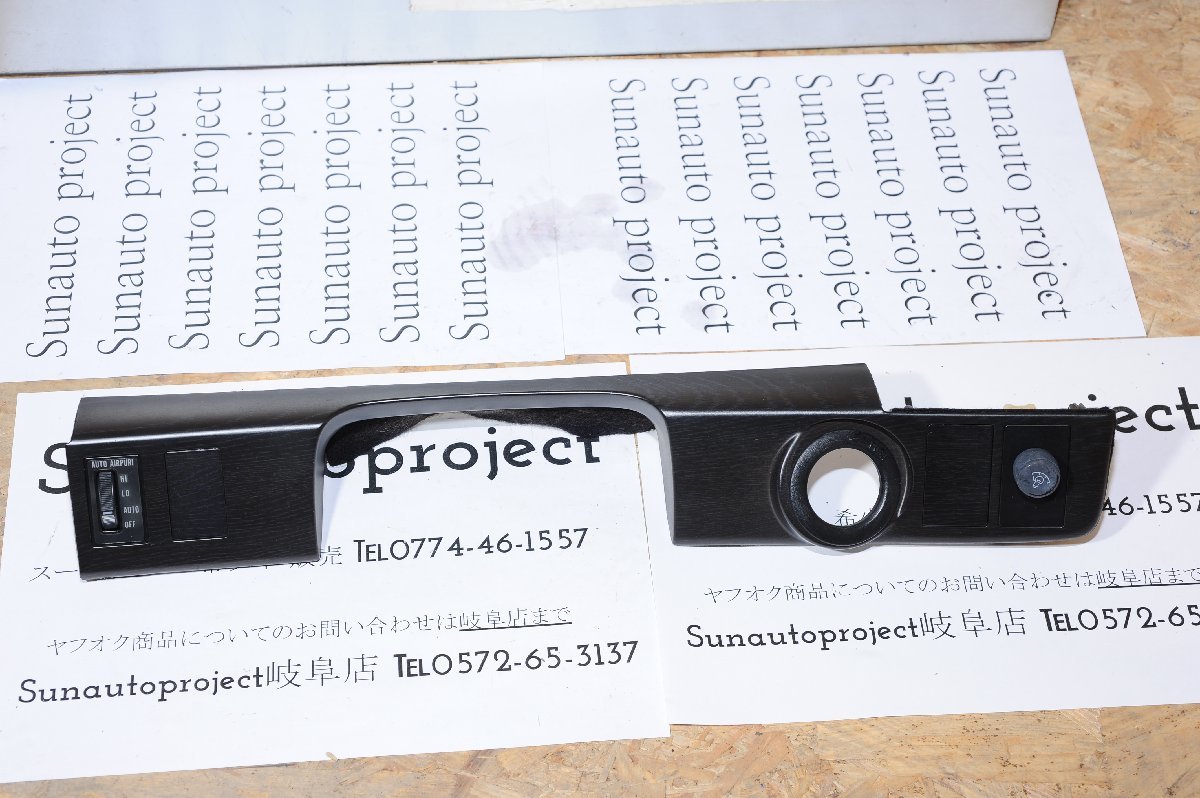 Sunauto project
Sunauto project
Sunauto project
Sunauto project
Sunauto project
Sunauto project
Sunauto project
Sunauto project
Sunauto project
Sunauto project
Sunauto project
Sunauto project
Sunauto project
Sunauto project
AUTO AIRPURI
HI
LO
AUTO
OFF
TEL0774-46-1557
ヤフオク商品についてのお問い合わせは岐阜店まで
Sunautoproject岐阜店 TEL0572-65-3137
46-1557
ヤフオク商品についてのお問い合わせは岐阜店まで
Sunautoproject岐阜店 TEL0572-65